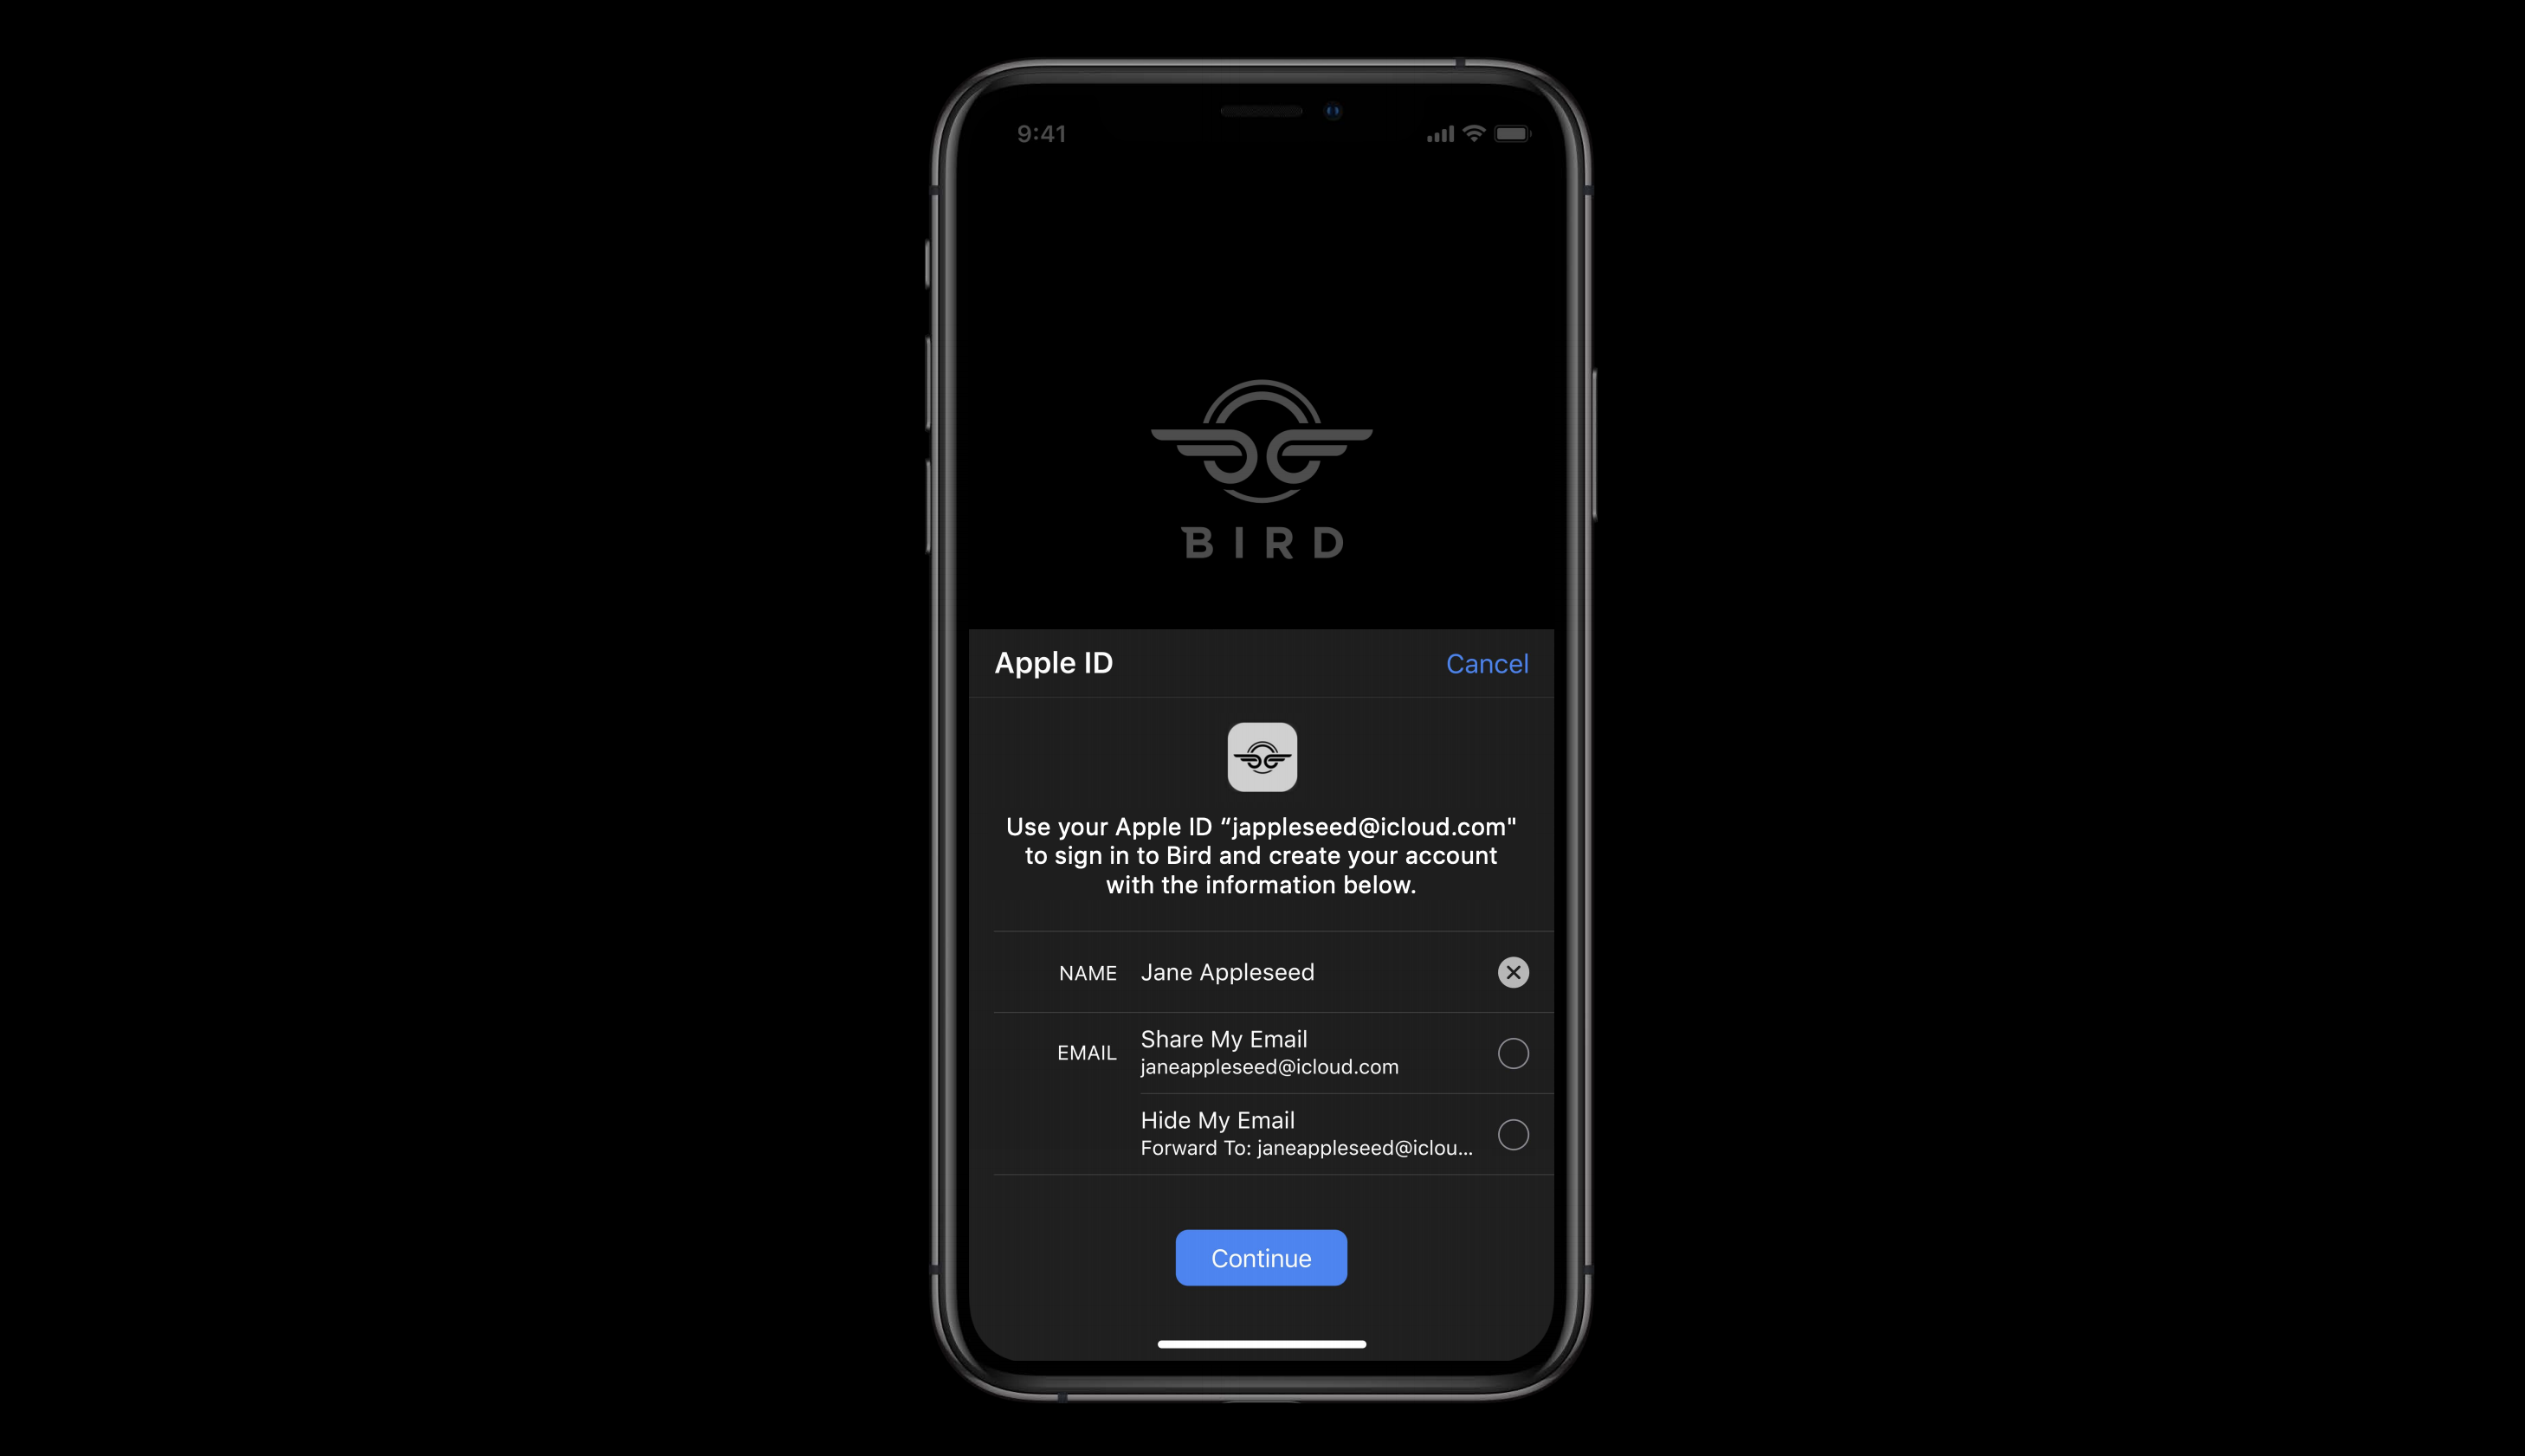 9:41
BIRD
Apple ID
Cancel
Use your Apple ID “jappleseed@icloud.com"
to sign in to Bird and create your account
with the information below.
NAME Jane Appleseed
EMAIL Share My Email
janeappleseed@icloud.com
Hide My Email
Forward To: janeappleseed@iclou...
Continue